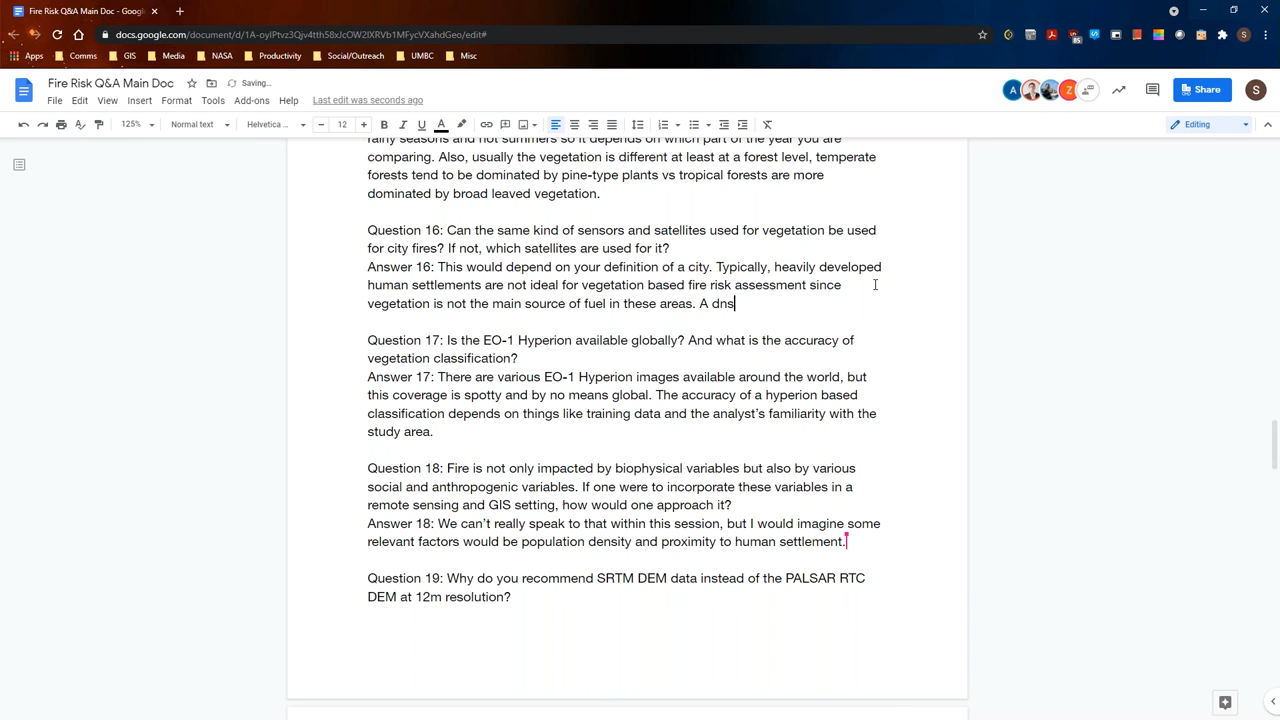 Fire Risk Q&A Main Doc - Googl
docs.google.com/document/d/1A-oyIPtvz3Qjv4tth58xJcOW2IXRVb1MFycVXahdGeo/edit#
Apps Comms GIS Media NASA Productivity Social/Outreach UMBC Misc
Fire Risk Q&A Main Doc Saving...
File Edit View Insert Format Tools Add-ons Help Last edit was seconds ago
A Z Share S
125% Normal text Helvetica ... 12 B I U A Editing
rainy seasons and not summers so it depends on which part of the year you are
comparing. Also, usually the vegetation is different at least at a forest level, temperate
forests tend to be dominated by pine-type plants vs tropical forests are more
dominated by broad leaved vegetation.
Question 16: Can the same kind of sensors and satellites used for vegetation be used
for city fires? If not, which satellites are used for it?
Answer 16: This would depend on your definition of a city. Typically, heavily developed
human settlements are not ideal for vegetation based fire risk assessment since
vegetation is not the main source of fuel in these areas. A dns
Question 17: Is the EO-1 Hyperion available globally? And what is the accuracy of
vegetation classification?
Answer 17: There are various EO-1 Hyperion images available around the world, but
this coverage is spotty and by no means global. The accuracy of a hyperion based
classification depends on things like training data and the analyst's familiarity with the
study area.
Question 18: Fire is not only impacted by biophysical variables but also by various
social and anthropogenic variables. If one were to incorporate these variables in a
remote sensing and GIS setting, how would one approach it?
Answer 18: We can't really speak to that within this session, but I would imagine some
relevant factors would be population density and proximity to human settlement.
Question 19: Why do you recommend SRTM DEM data instead of the PALSAR RTC
DEM at 12m resolution?